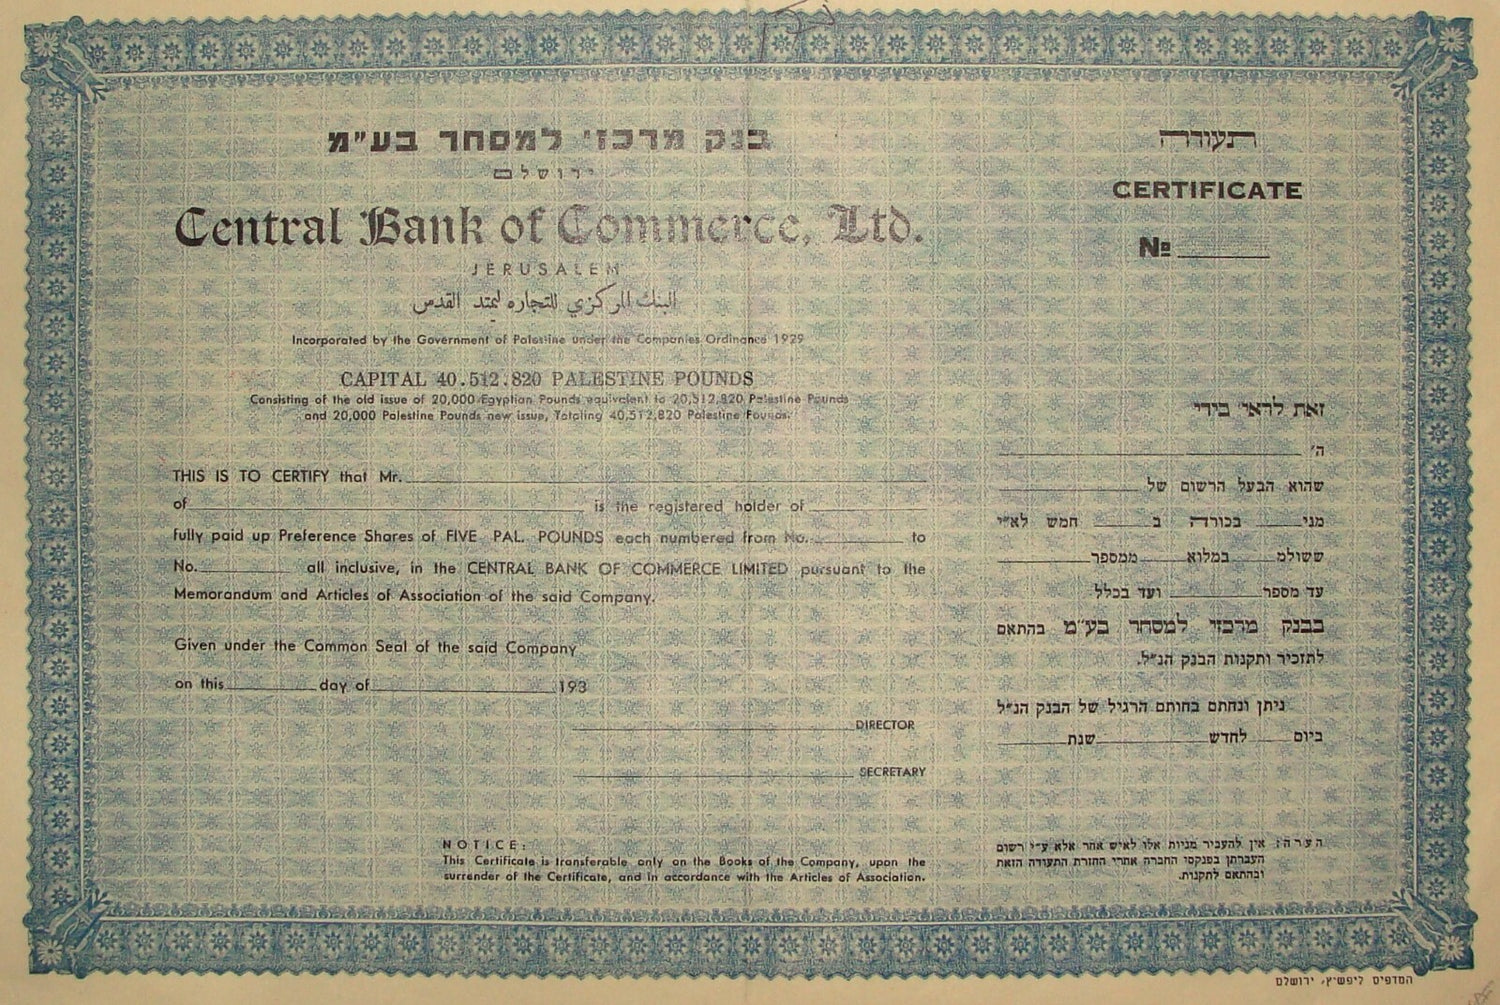 בנק מרכזי למסחר בע"מ
ירושלם
Central Bank of Commerce, Ltd.
JERUSALEM
البنك المركزي للتجاره ليمتد القدس
Incorporated by the Government of Palestine under the Companies Ordinance 1929
CAPITAL 40.512.820 PALESTINE POUNDS
Consisting of the old issue of 20,000 Egyptian Pounds equivalent to 20,512,820 Palestine Pounds
and 20,000 Palestine Pounds new issue, Totaling 40,512,820 Palestine Pounds.
THIS IS TO CERTIFY that Mr.
of is the registered holder of
fully paid up Preference Shares of FIVE PAL. POUNDS each numbered from No. to
No. all inclusive, in the CENTRAL BANK OF COMMERCE LIMITED pursuant to the
Memorandum and Articles of Association of the said Company.
Given under the Common Seal of the said Company
on this day of 193
DIRECTOR
SECRETARY
NOTICE:
This Certificate is transferable only on the Books of the Company, upon the
surrender of the Certificate, and in accordance with the Articles of Association.
תעודה
CERTIFICATE
№
זאת לראי' בידי
ה'
שהוא הבעל הרשום של
מני בכורה ב חמש לא"י
ששולמ במלוא ממספר
עד מספר ועד בכלל
בבנק מרכזי למסחר בע"מ בהתאם
לתזכיר ותקנות הבנק הנ"ל.
ניתן ונחתם בחותם הרגיל של הבנק הנ"ל
ביום לחדש שנת
הערה: אין להעביר מניות אלו לאיש אחר אלא ע"י רשום
העברתן בפנקסי החברה אחרי החזרת התעודה הזאת
ובהתאם לתקנות.
המדפיס ליפשיץ, ירושלם